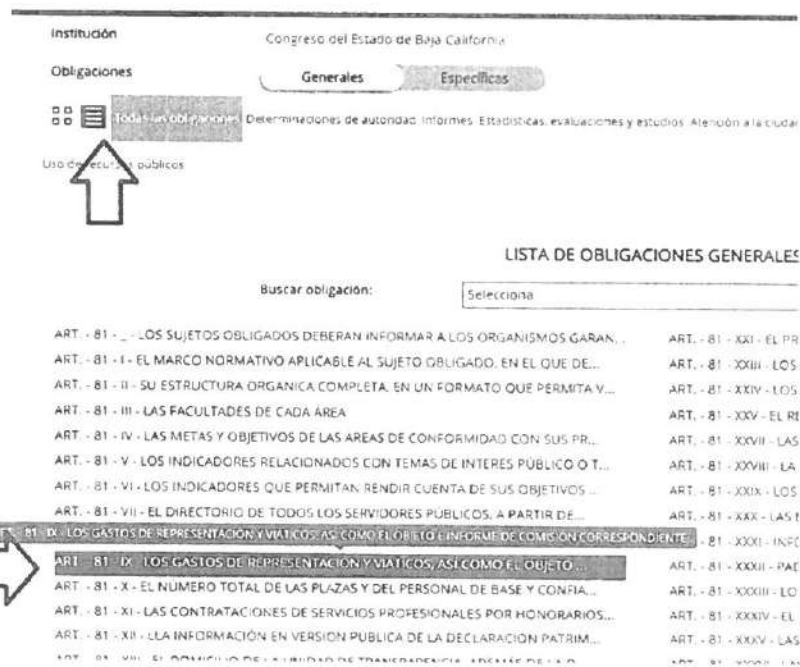 Institución
Congreso del Estado de Baja California
Obligaciones
Generales
Específicas
Todas las obligaciones
Determinaciones de autoridad
Informes
Estadísticas, evaluaciones y estudios
Atención a la ciudad
Uso de recursos públicos
LISTA DE OBLIGACIONES GENERALES
Buscar obligación:
Selecciona
ART. - 81 - _ - LOS SUJETOS OBLIGADOS DEBERAN INFORMAR A LOS ORGANISMOS GARAN...
ART. - 81 - I - EL MARCO NORMATIVO APLICABLE AL SUJETO OBLIGADO, EN EL QUE DE...
ART. - 81 - II - SU ESTRUCTURA ORGANICA COMPLETA, EN UN FORMATO QUE PERMITA V...
ART. - 81 - III - LAS FACULTADES DE CADA ÁREA
ART. - 81 - IV - LAS METAS Y OBJETIVOS DE LAS AREAS DE CONFORMIDAD CON SUS PR...
ART. - 81 - V - LOS INDICADORES RELACIONADOS CON TEMAS DE INTERES PÚBLICO O T...
ART. - 81 - VI - LOS INDICADORES QUE PERMITAN RENDIR CUENTA DE SUS OBJETIVOS ...
ART. - 81 - VII - EL DIRECTORIO DE TODOS LOS SERVIDORES PÚBLICOS, A PARTIR DE...
81 - IX - LOS GASTOS DE REPRESENTACIÓN Y VIÁTICOS, ASÍ COMO EL OBJETO E INFORME DE COMISIÓN CORRESPONDIENTE
ART. - 81 - IX - LOS GASTOS DE REPRESENTACIÓN Y VIÁTICOS, ASÍ COMO EL OBJETO ...
ART. - 81 - X - EL NÚMERO TOTAL DE LAS PLAZAS Y DEL PERSONAL DE BASE Y CONFIA...
ART. - 81 - XI - LAS CONTRATACIONES DE SERVICIOS PROFESIONALES POR HONORARIOS...
ART. - 81 - XII - LLA INFORMACIÓN EN VERSION PUBLICA DE LA DECLARACION PATRIM...
ART. - 81 - XXI - EL PR
ART. - 81 - XXIII - LOS
ART. - 81 - XXIV - LOS
ART. - 81 - XXV - EL RE
ART. - 81 - XXVII - LAS
ART. - 81 - XXVIII - LA
ART. - 81 - XXIX - LOS
ART. - 81 - XXX - LAS
- 81 - XXXI - INFO
ART. - 81 - XXXII - PAD
ART. - 81 - XXXIII - LO
ART. - 81 - XXXIV - EL
ART. - 81 - XXXV - LAS